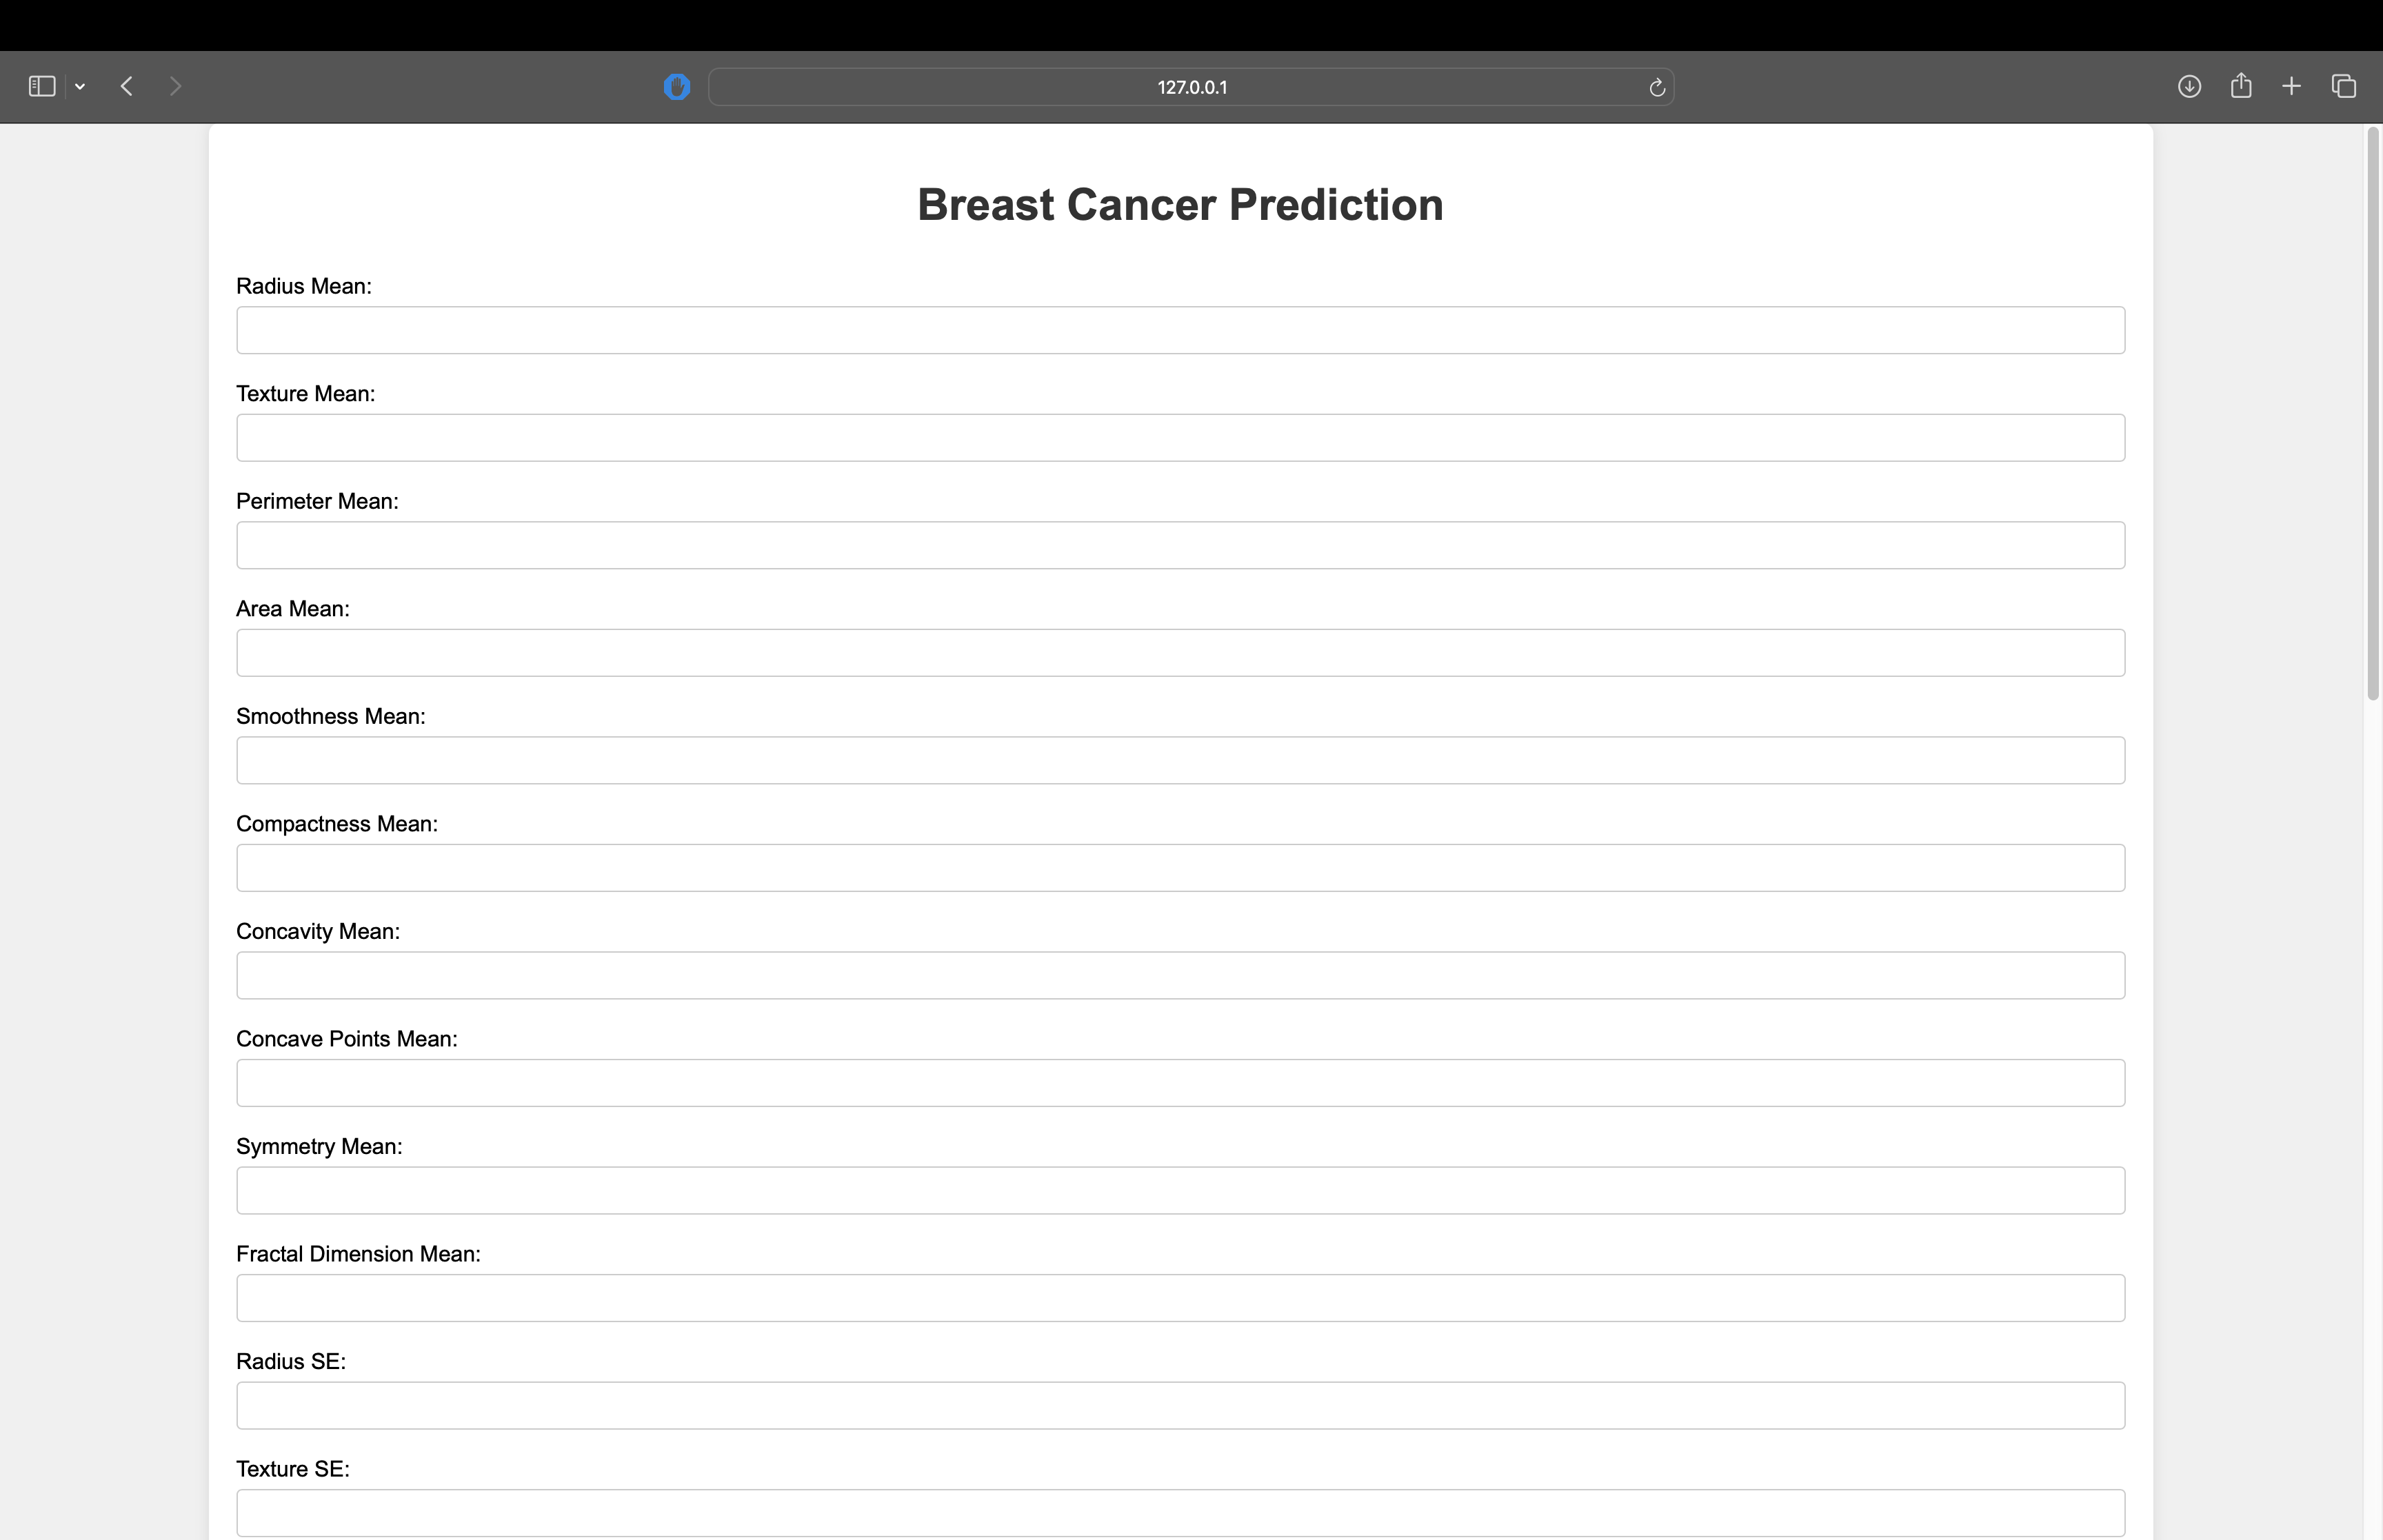 127.0.0.1
Breast Cancer Prediction
Radius Mean:
Texture Mean:
Perimeter Mean:
Area Mean:
Smoothness Mean:
Compactness Mean:
Concavity Mean:
Concave Points Mean:
Symmetry Mean:
Fractal Dimension Mean:
Radius SE:
Texture SE: